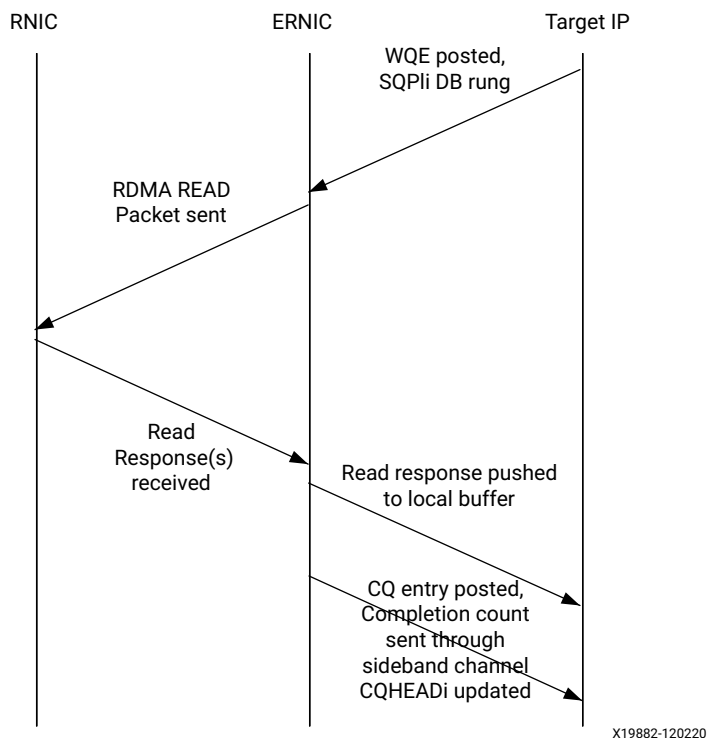 RNIC
ERNIC
Target IP
WQE posted,
SQPli DB rung
RDMA READ
Packet sent
Read
Response(s)
received
Read response pushed
to local buffer
CQ entry posted,
Completion count
sent through
sideband channel
CQHEADi updated
X19882-120220